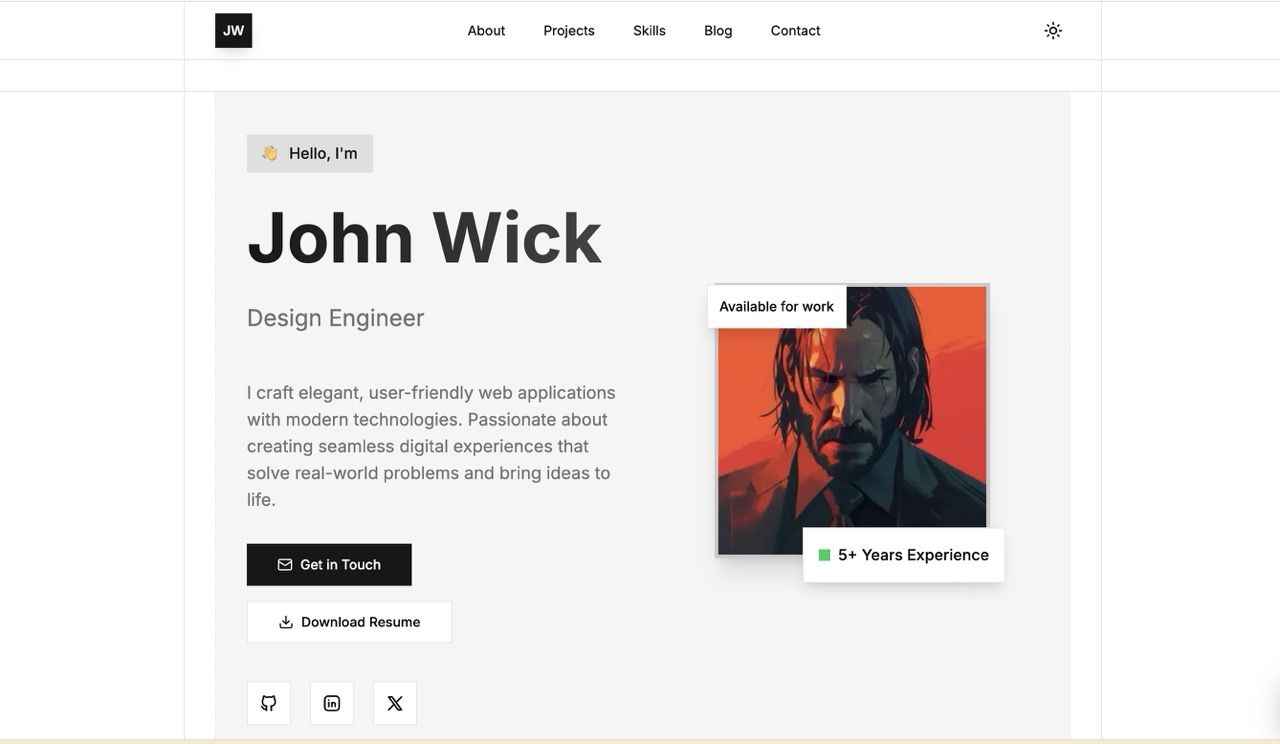 JW
About Projects Skills Blog Contact
👋 Hello, I'm
John Wick
Design Engineer
Available for work
I craft elegant, user-friendly web applications
with modern technologies. Passionate about
creating seamless digital experiences that
solve real-world problems and bring ideas to
life.
5+ Years Experience
Get in Touch
Download Resume
in
X